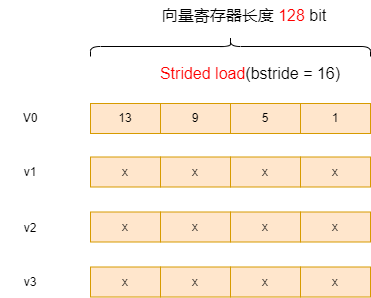 向量寄存器长度 128 bit
Strided load(bstride = 16)
V0 13 9 5 1
v1 x x x x
v2 x x x x
v3 x x x x